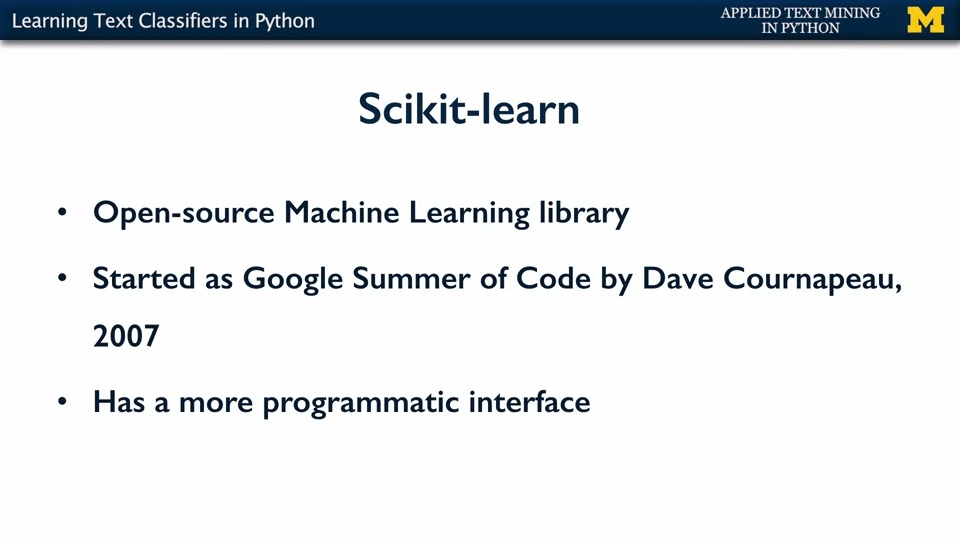 Learning Text Classifiers in Python
APPLIED TEXT MINING
IN PYTHON
M
Scikit-learn
• Open-source Machine Learning library
• Started as Google Summer of Code by Dave Cournapeau,
2007
• Has a more programmatic interface